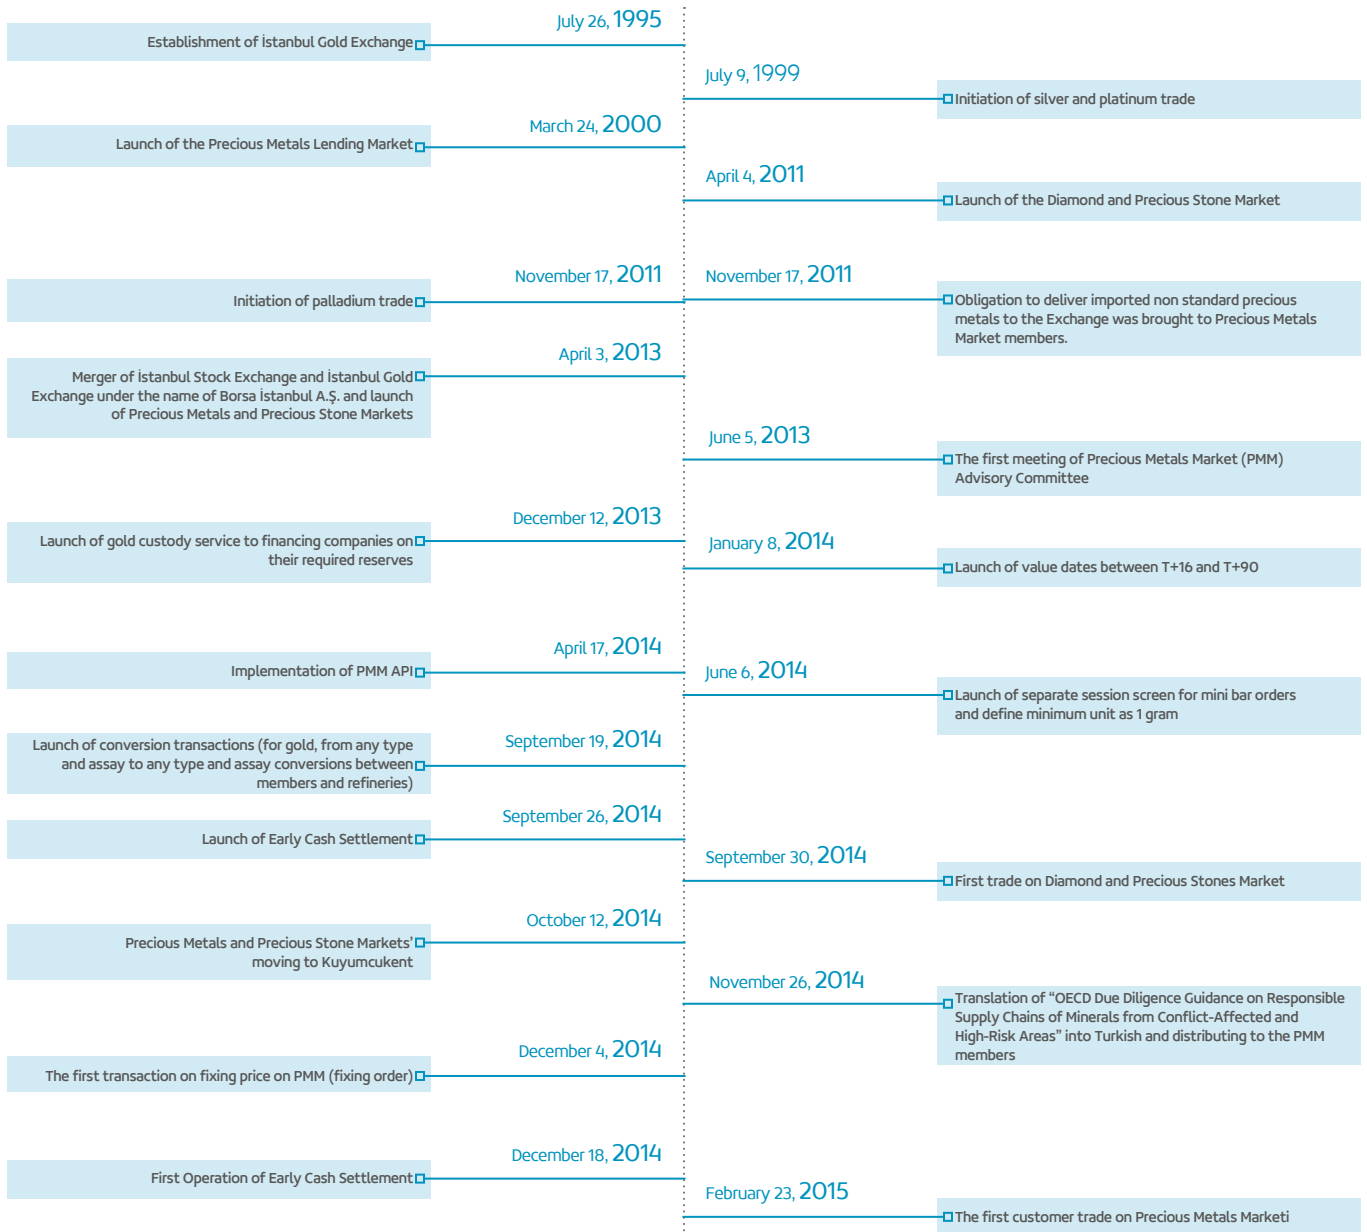 July 26, 1995
Establishment of İstanbul Gold Exchange
July 9, 1999
Initiation of silver and platinum trade
March 24, 2000
Launch of the Precious Metals Lending Market
April 4, 2011
Launch of the Diamond and Precious Stone Market
November 17, 2011
Initiation of palladium trade
November 17, 2011
Obligation to deliver imported non standard precious
metals to the Exchange was brought to Precious Metals
Market members.
April 3, 2013
Merger of İstanbul Stock Exchange and İstanbul Gold
Exchange under the name of Borsa İstanbul A.Ş. and launch
of Precious Metals and Precious Stone Markets
June 5, 2013
The first meeting of Precious Metals Market (PMM)
Advisory Committee
December 12, 2013
Launch of gold custody service to financing companies on
their required reserves
January 8, 2014
Launch of value dates between T+16 and T+90
April 17, 2014
Implementation of PMM API
June 6, 2014
Launch of separate session screen for mini bar orders
and define minimum unit as 1 gram
September 19, 2014
Launch of conversion transactions (for gold, from any type
and assay to any type and assay conversions between
members and refineries)
September 26, 2014
Launch of Early Cash Settlement
September 30, 2014
First trade on Diamond and Precious Stones Market
October 12, 2014
Precious Metals and Precious Stone Markets'
moving to Kuyumcukent
November 26, 2014
Translation of “OECD Due Diligence Guidance on Responsible
Supply Chains of Minerals from Conflict-Affected and
High-Risk Areas” into Turkish and distributing to the PMM
members
December 4, 2014
The first transaction on fixing price on PMM (fixing order)
December 18, 2014
First Operation of Early Cash Settlement
February 23, 2015
The first customer trade on Precious Metals Marketi